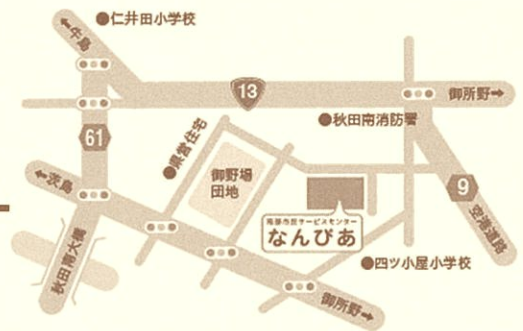 ●仁井田小学校
←牛島
13
御所野→
●秋田南消防署
61
●県営住宅
御野場
団地
←茨島
9
空港道路
南部市民サービスセンター
なんぴあ
秋田南大橋
●四ツ小屋小学校
御所野→